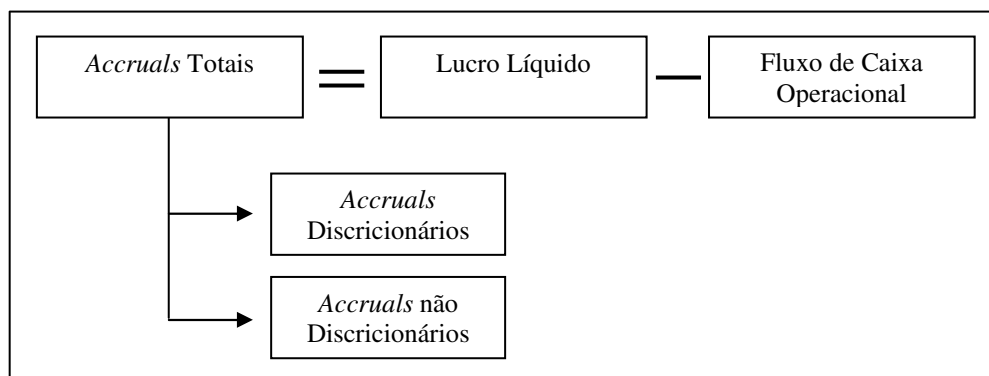 Accruals Totais
Lucro Líquido
Fluxo de Caixa
Operacional
Accruals
Discricionários
Accruals não
Discricionários